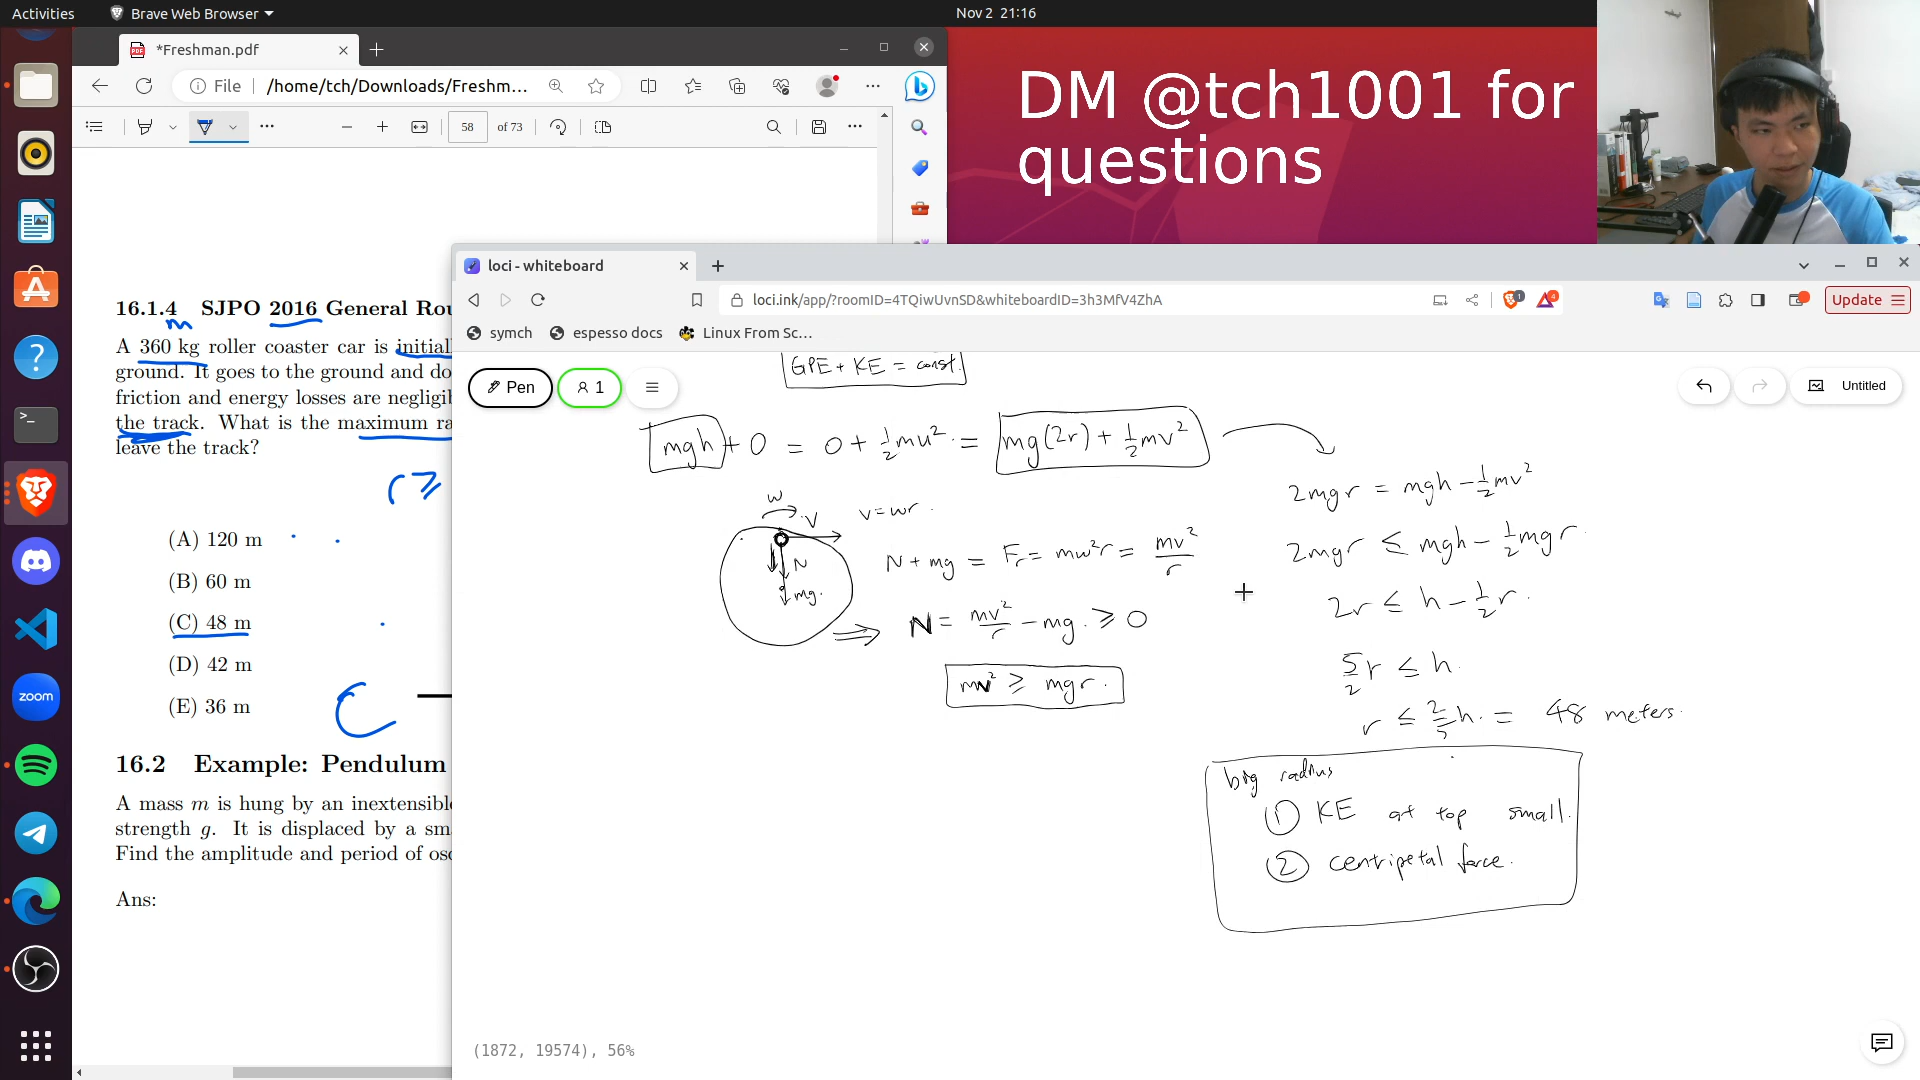 Activities
Brave Web Browser
Nov 2 21:16
*Freshman.pdf
File
/home/tch/Downloads/Freshm...
58
of 73
DM @tch1001 for
questions
16.1.4 SJPO 2016 General Rou
m
A 360 kg roller coaster car is initial
ground. It goes to the ground and do
friction and energy losses are negligib
the track. What is the maximum ra
leave the track?
r ≥
(A) 120 m
(B) 60 m
(C) 48 m
(D) 42 m
(E) 36 m
16.2 Example: Pendulum
A mass m is hung by an inextensible
strength g. It is displaced by a sm
Find the amplitude and period of osc
Ans:
zoom
loci - whiteboard
loci.ink/app/?roomID=4TQiwUvnSD&whiteboardID=3h3MfV4ZhA
1
4
Update
symch
espesso docs
Linux From Sc...
Pen
1
Untitled
GPE + KE = const.
mgh + 0 = 0 + ½mu² = mg(2r) + ½mv²
ω
v
v = ωr
N
mg
N + mg = Fr = mω²r = mv²/r
N = mv²/r - mg ≥ 0
mv² ≥ mgr.
2mgr = mgh - ½mv²
2mgr ≤ mgh - ½mgr
2r ≤ h - ½r.
5/2 r ≤ h.
r ≤ 2/5 h. = 48 meters.
big radius
① KE at top small.
② centripetal force.
(1872, 19574), 56%